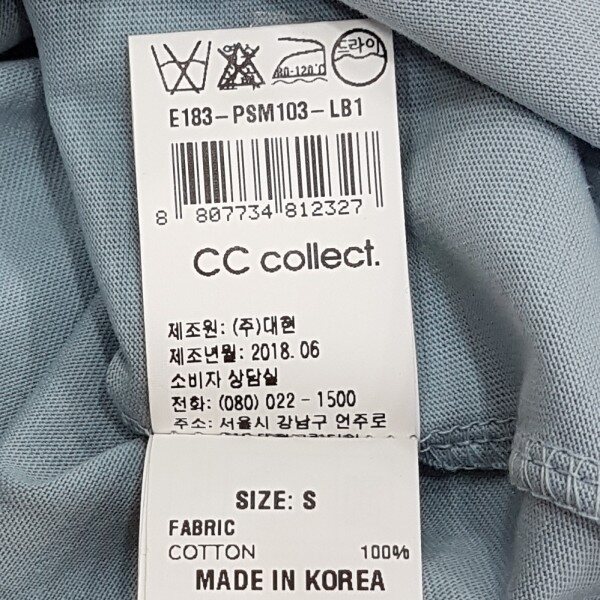 드라이
80-120℃
E183-PSM103-LB1
8 807734 812327
CC collect.
제조원: (주)대현
제조년월: 2018.06
소비자 상담실
전화: (080) 022-1500
주소: 서울시 강남구 언주로
SIZE: S
FABRIC
COTTON 100%
MADE IN KOREA